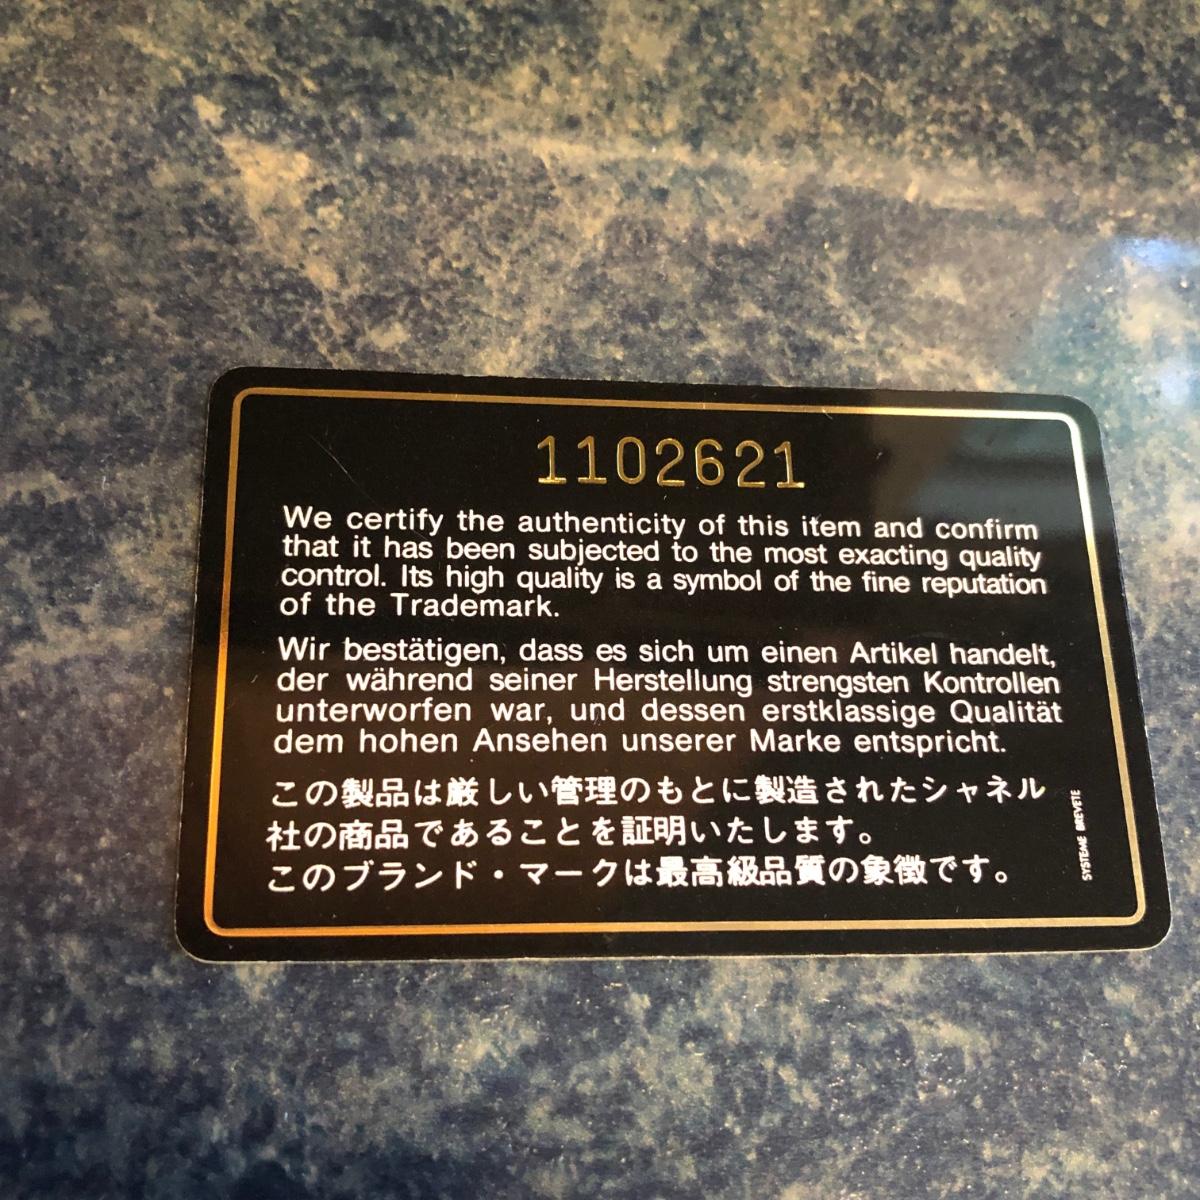 1102621
We certify the authenticity of this item and confirm
that it has been subjected to the most exacting quality
control. Its high quality is a symbol of the fine reputation
of the Trademark.
Wir bestätigen, dass es sich um einen Artikel handelt,
der während seiner Herstellung strengsten Kontrollen
unterworfen war, und dessen erstklassige Qualität
dem hohen Ansehen unserer Marke entspricht.
この製品は厳しい管理のもとに製造されたシャネル
社の商品であることを証明いたします。
このブランド・マークは最高級品質の象徴です。
SYSTEME BREVETE